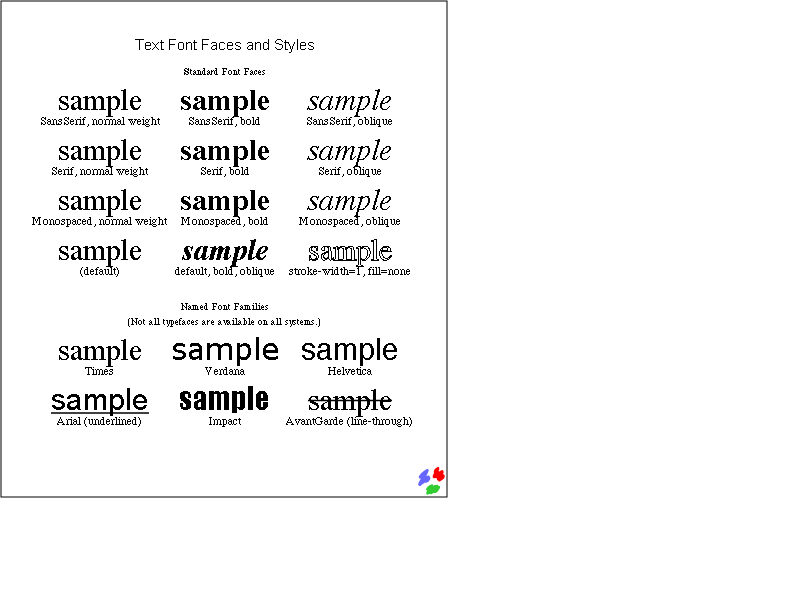 Text Font Faces and Styles
Standard Font Faces
sample sample sample
SansSerif, normal weight SansSerif, bold SansSerif, oblique
sample sample sample
Serif, normal weight Serif, bold Serif, oblique
sample sample sample
Monospaced, normal weight Monospaced, bold Monospaced, oblique
sample sample sample
(default) default, bold, oblique stroke-width=1, fill=none
Named Font Families
(Not all typefaces are available on all systems.)
sample sample sample
Times Verdana Helvetica
sample sample sample
Arial (underlined) Impact AvantGarde (line-through)